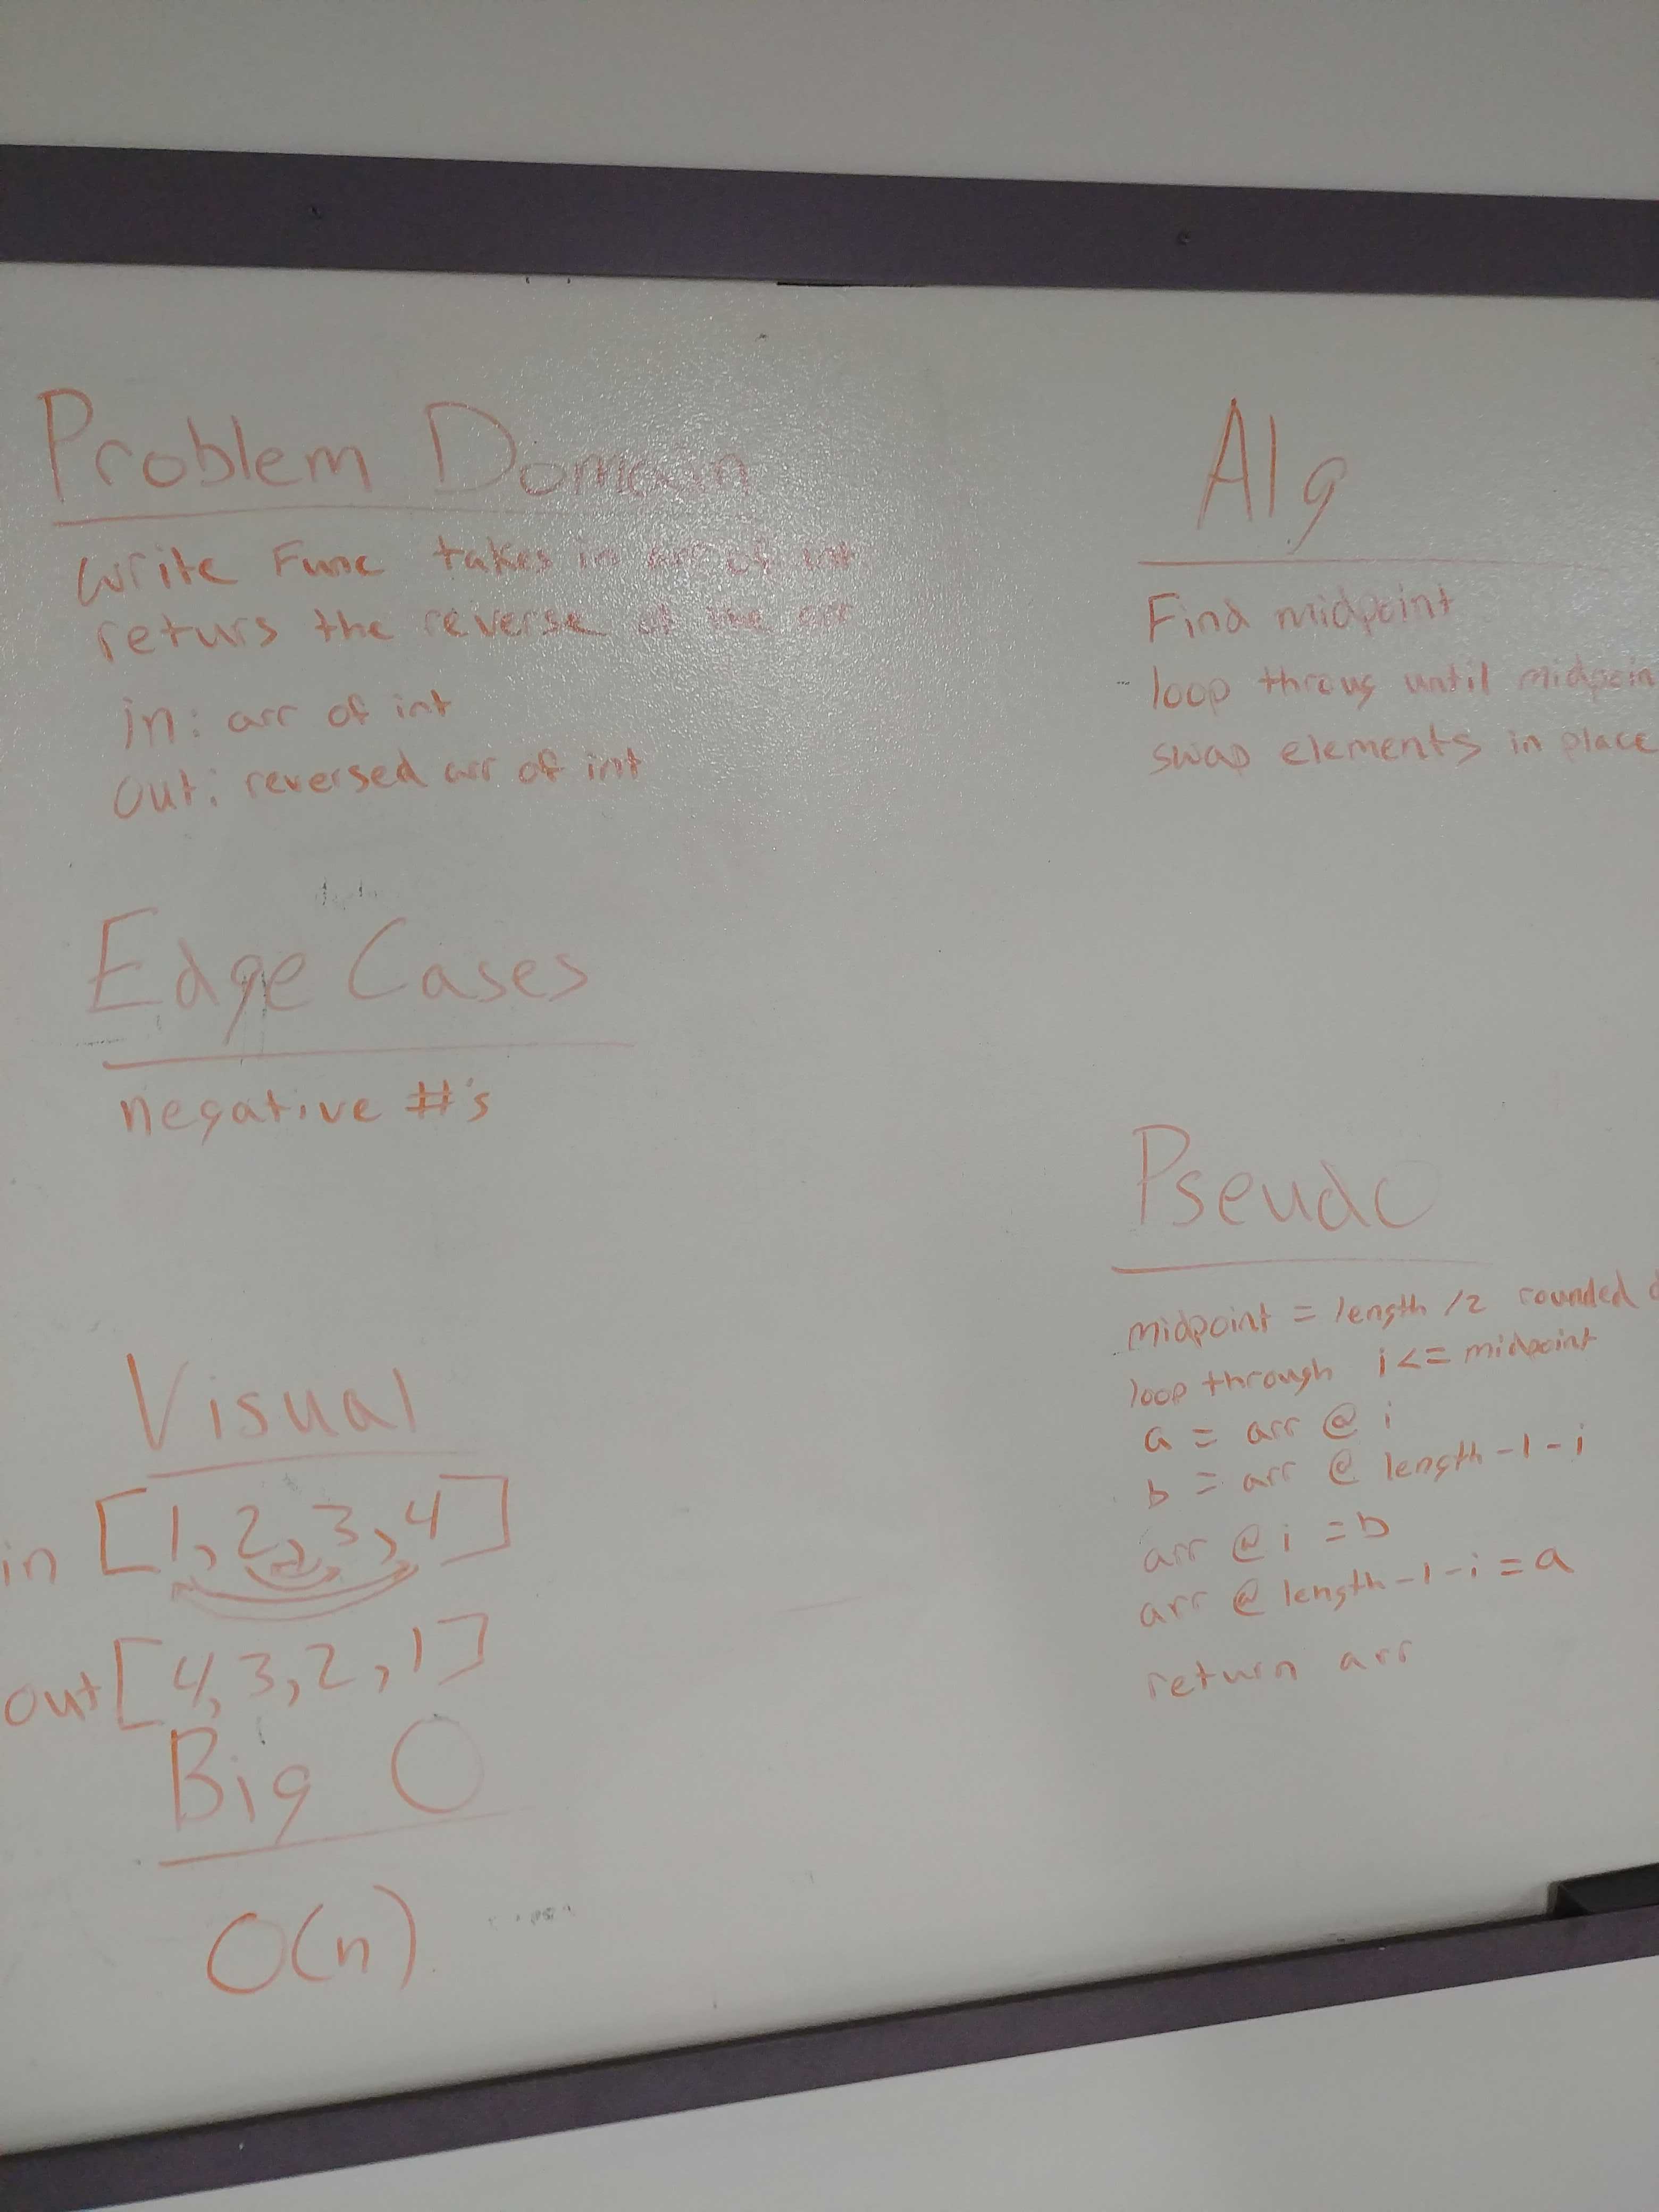 Problem Domain
Write Func takes in arr of int
returs the reverse of the arr
in: arr of int
out: reversed arr of int
Edge Cases
negative #'s
Visual
in [1,2,3,4]
out [4,3,2,1]
Big O
O(n)
Alg
Find midpoint
loop throug until midpoin
swap elements in place
Pseudo
midpoint = length /2 rounded
loop through i<= midpoint
a = arr @ i
b = arr @ length-1-i
arr @ i =b
arr @ length-1-i=a
return arr